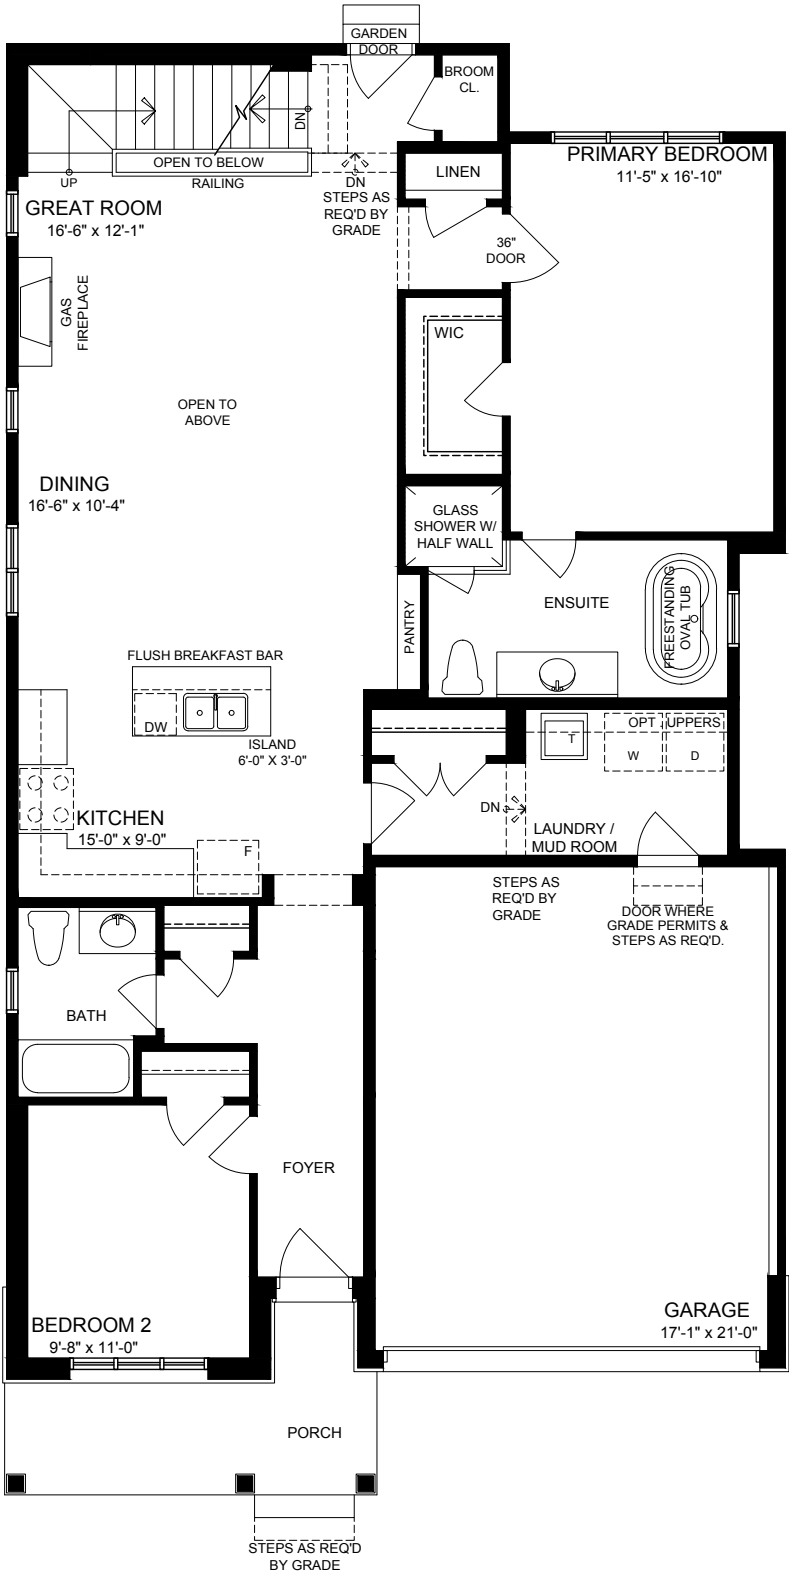 GARDEN
DOOR
BROOM
CL.
DN
OPEN TO BELOW
UP
RAILING
DN
STEPS AS
REQ'D BY
GRADE
LINEN
PRIMARY BEDROOM
11'-5" x 16'-10"
GREAT ROOM
16'-6" x 12'-1"
36"
DOOR
GAS
FIREPLACE
WIC
OPEN TO
ABOVE
DINING
16'-6" x 10'-4"
GLASS
SHOWER W/
HALF WALL
ENSUITE
FREESTANDING
OVAL TUB
PANTRY
FLUSH BREAKFAST BAR
DW
ISLAND
6'-0" X 3'-0"
OPT. UPPERS
T
W
D
KITCHEN
15'-0" x 9'-0"
F
DN
LAUNDRY /
MUD ROOM
STEPS AS
REQ'D BY
GRADE
DOOR WHERE
GRADE PERMITS &
STEPS AS REQ'D.
BATH
FOYER
BEDROOM 2
9'-8" x 11'-0"
GARAGE
17'-1" x 21'-0"
PORCH
STEPS AS REQ'D
BY GRADE